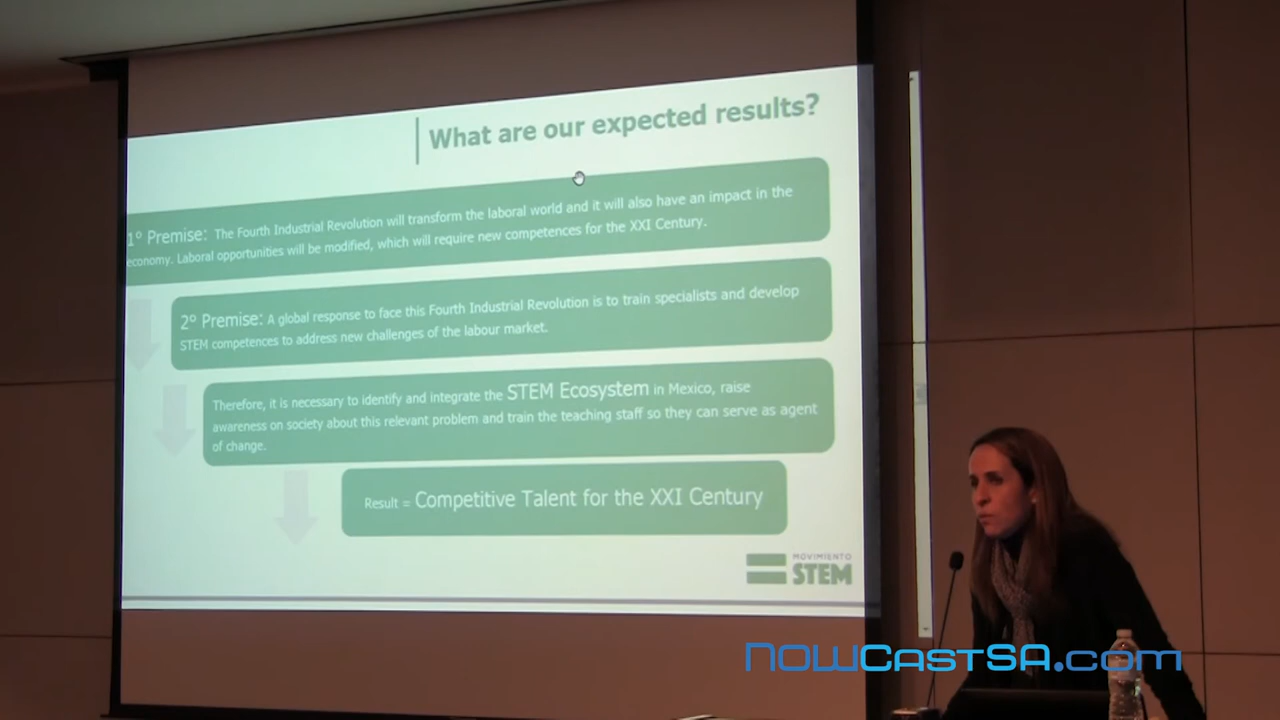 What are our expected results?
1º Premise: The Fourth Industrial Revolution will transform the laboral world and it will also have an impact in the
economy. Laboral opportunities will be modified, which will require new competences for the XXI Century.
2º Premise: A global response to face this Fourth Industrial Revolution is to train specialists and develop
STEM competences to address new challenges of the labour market.
Therefore, it is necessary to identify and integrate the STEM Ecosystem in Mexico, raise
awareness on society about this relevant problem and train the teaching staff so they can serve as agent
of change.
Result = Competitive Talent for the XXI Century
MOVIMIENTO
STEM
NOWCastSA.com